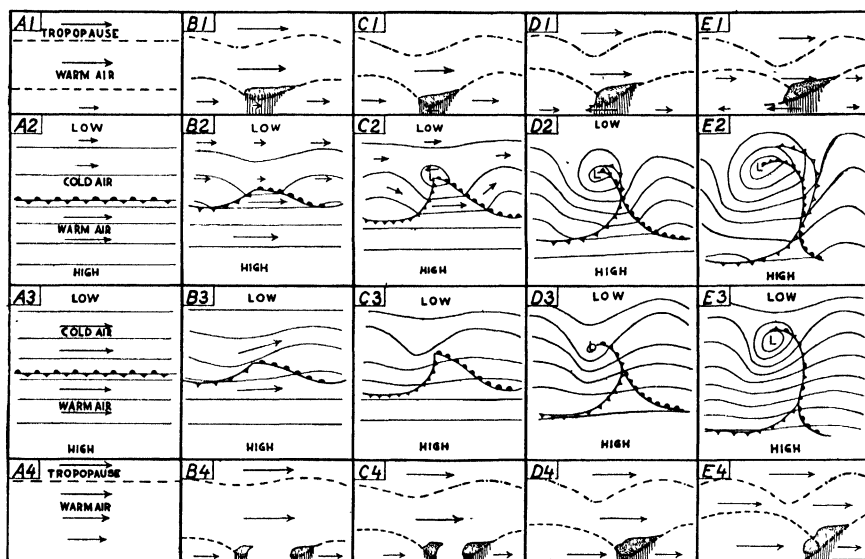 A1 B1 C1 D1 E1
TROPOPAUSE
WARM AIR
A2 B2 C2 D2 E2
LOW LOW LOW LOW
COLD AIR
L L L
WARM AIR
HIGH HIGH HIGH HIGH HIGH
A3 B3 C3 D3 E3
LOW LOW LOW LOW LOW
COLD AIR
L
WARM AIR
HIGH HIGH HIGH HIGH HIGH
A4 B4 C4 D4 E4
TROPOPAUSE
WARM AIR